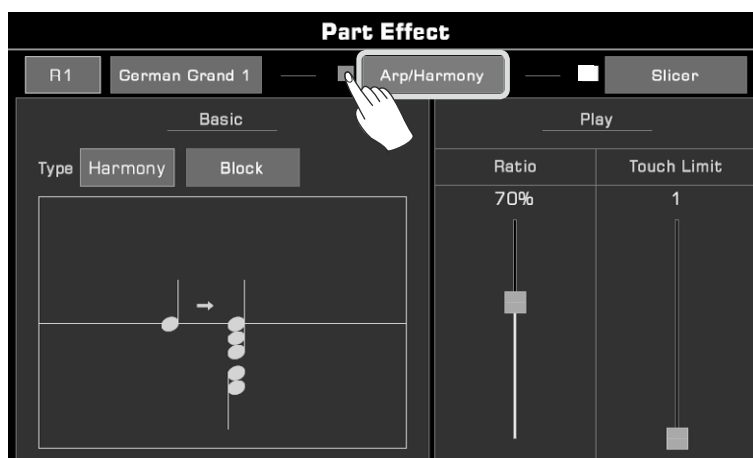 Part Effect
R1 German Grand 1 Arp/Harmony Slicer
Basic Play
Type Harmony Block Ratio Touch Limit
70% 1